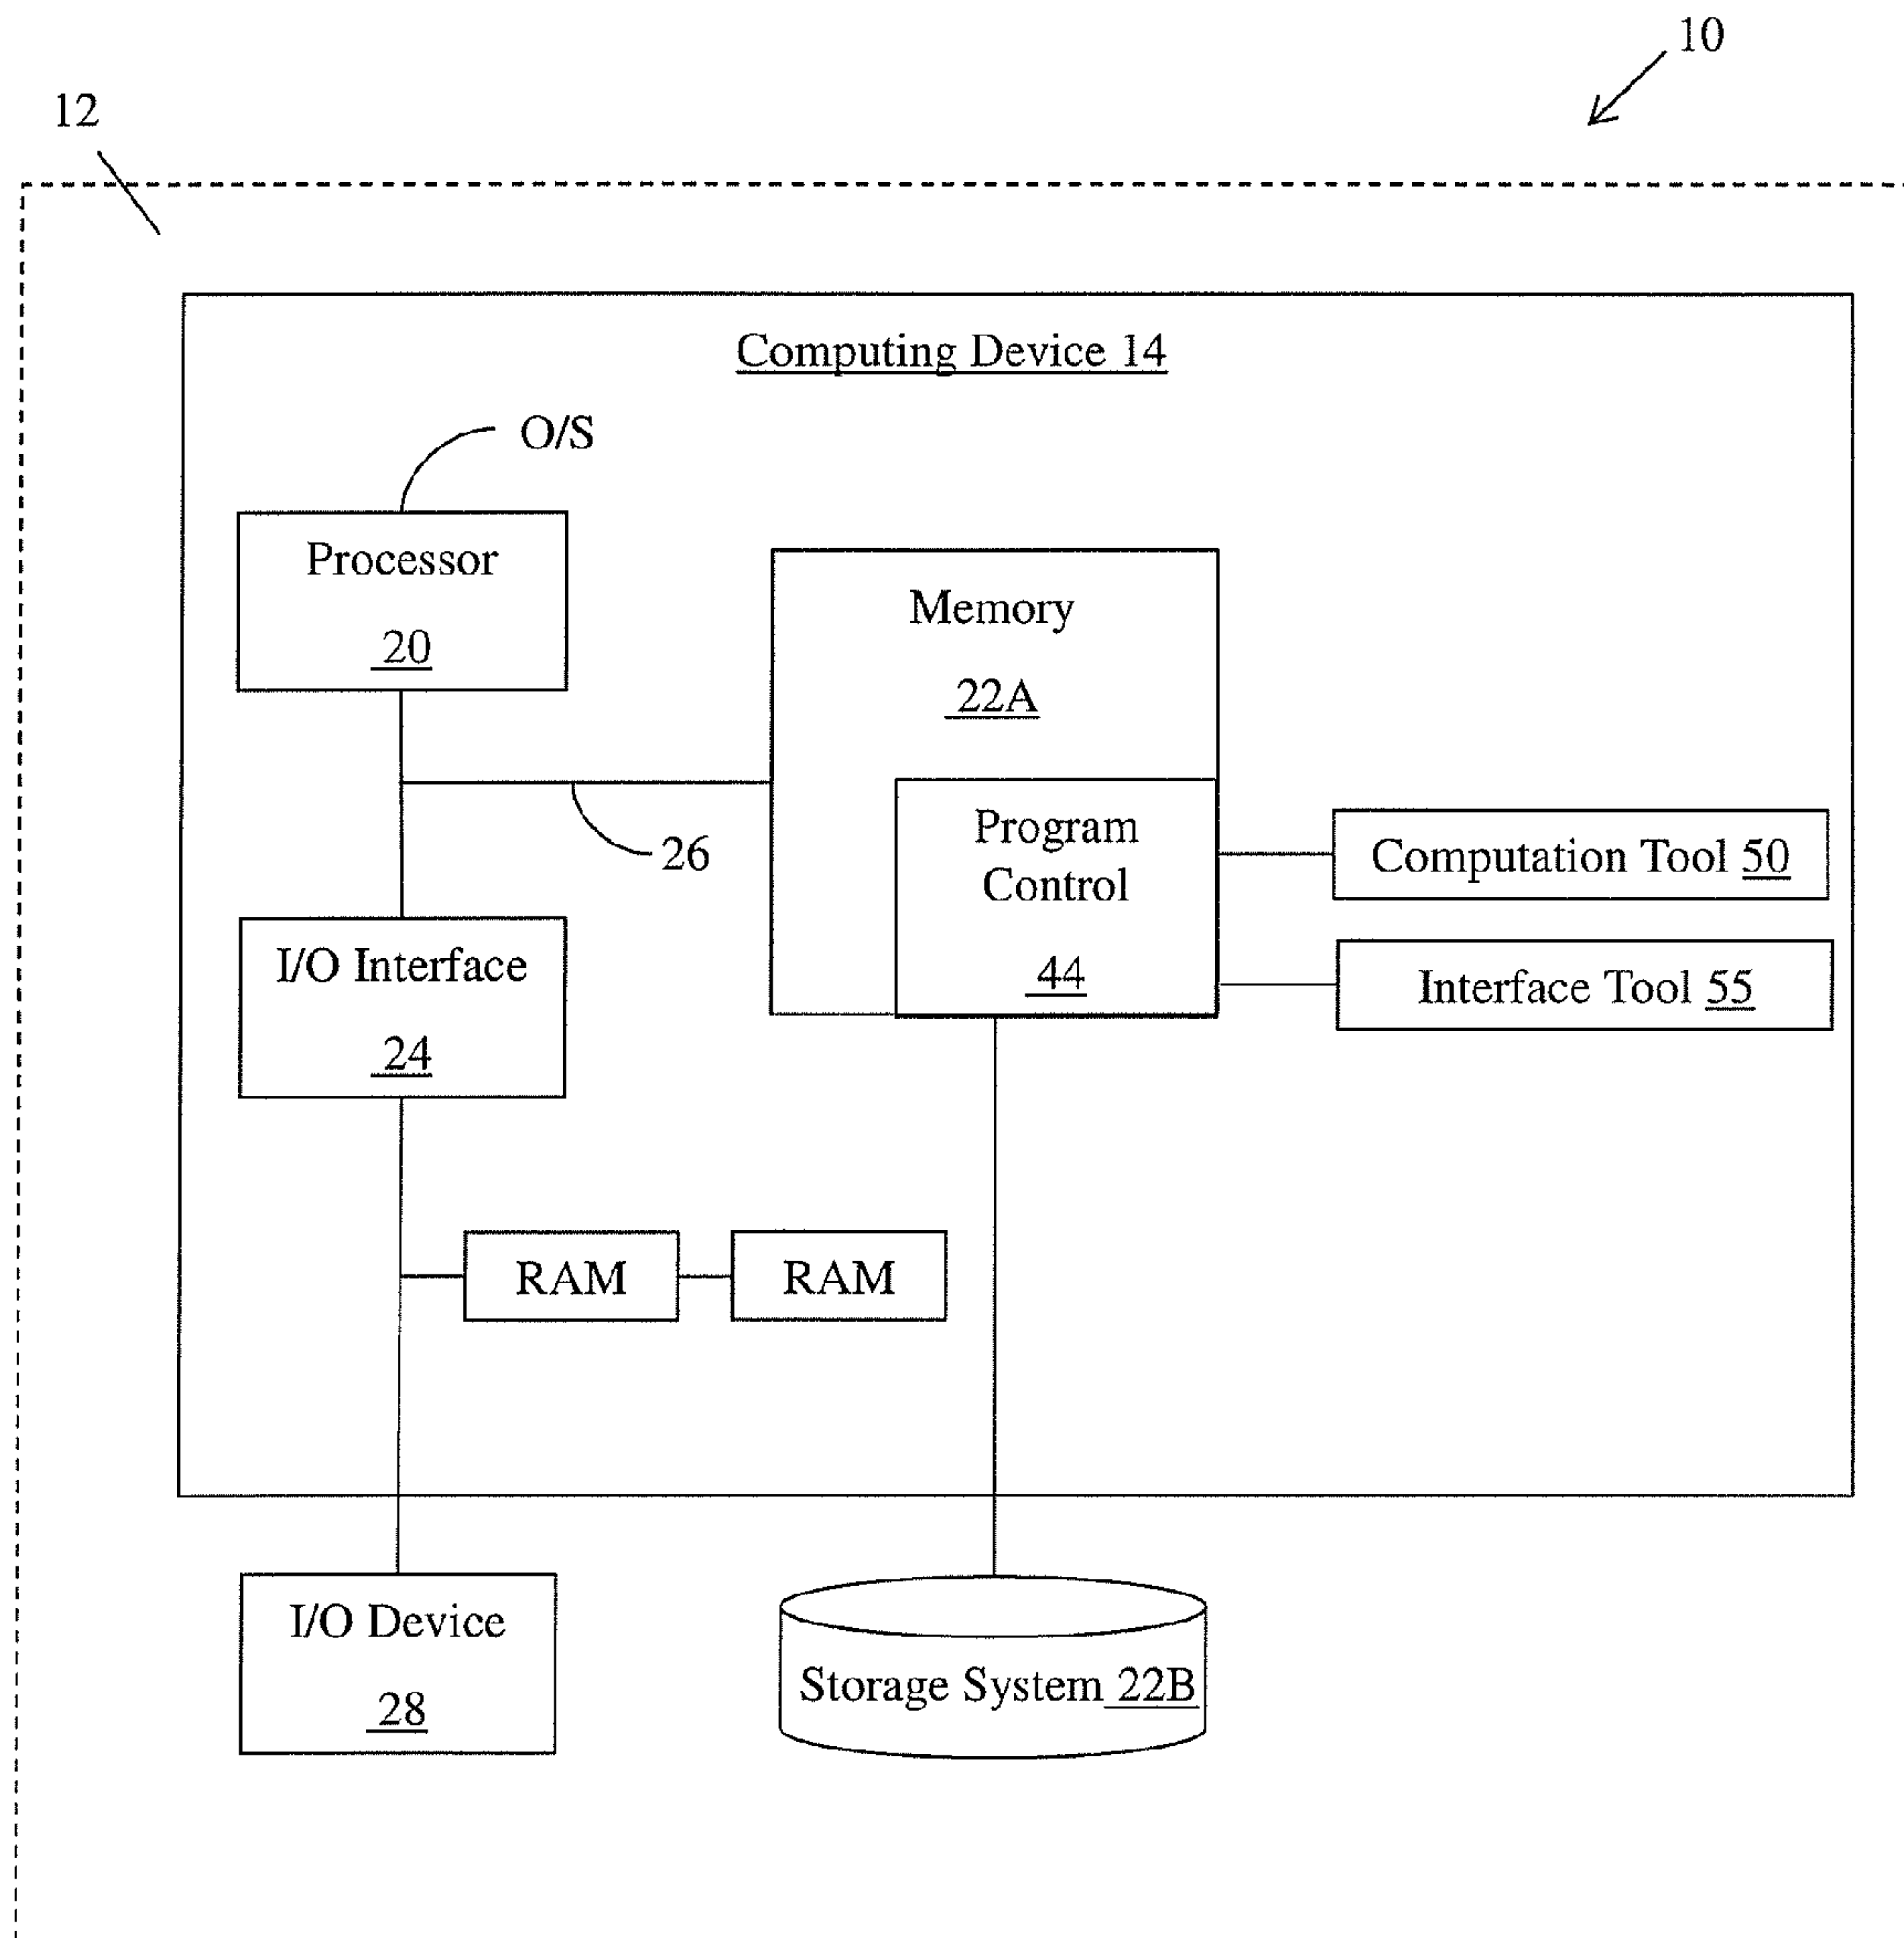 10
12
Computing Device 14
O/S
Processor
20
Memory
22A
26
Program
Control
44
Computation Tool 50
Interface Tool 55
I/O Interface
24
RAM
RAM
I/O Device
28
Storage System 22B